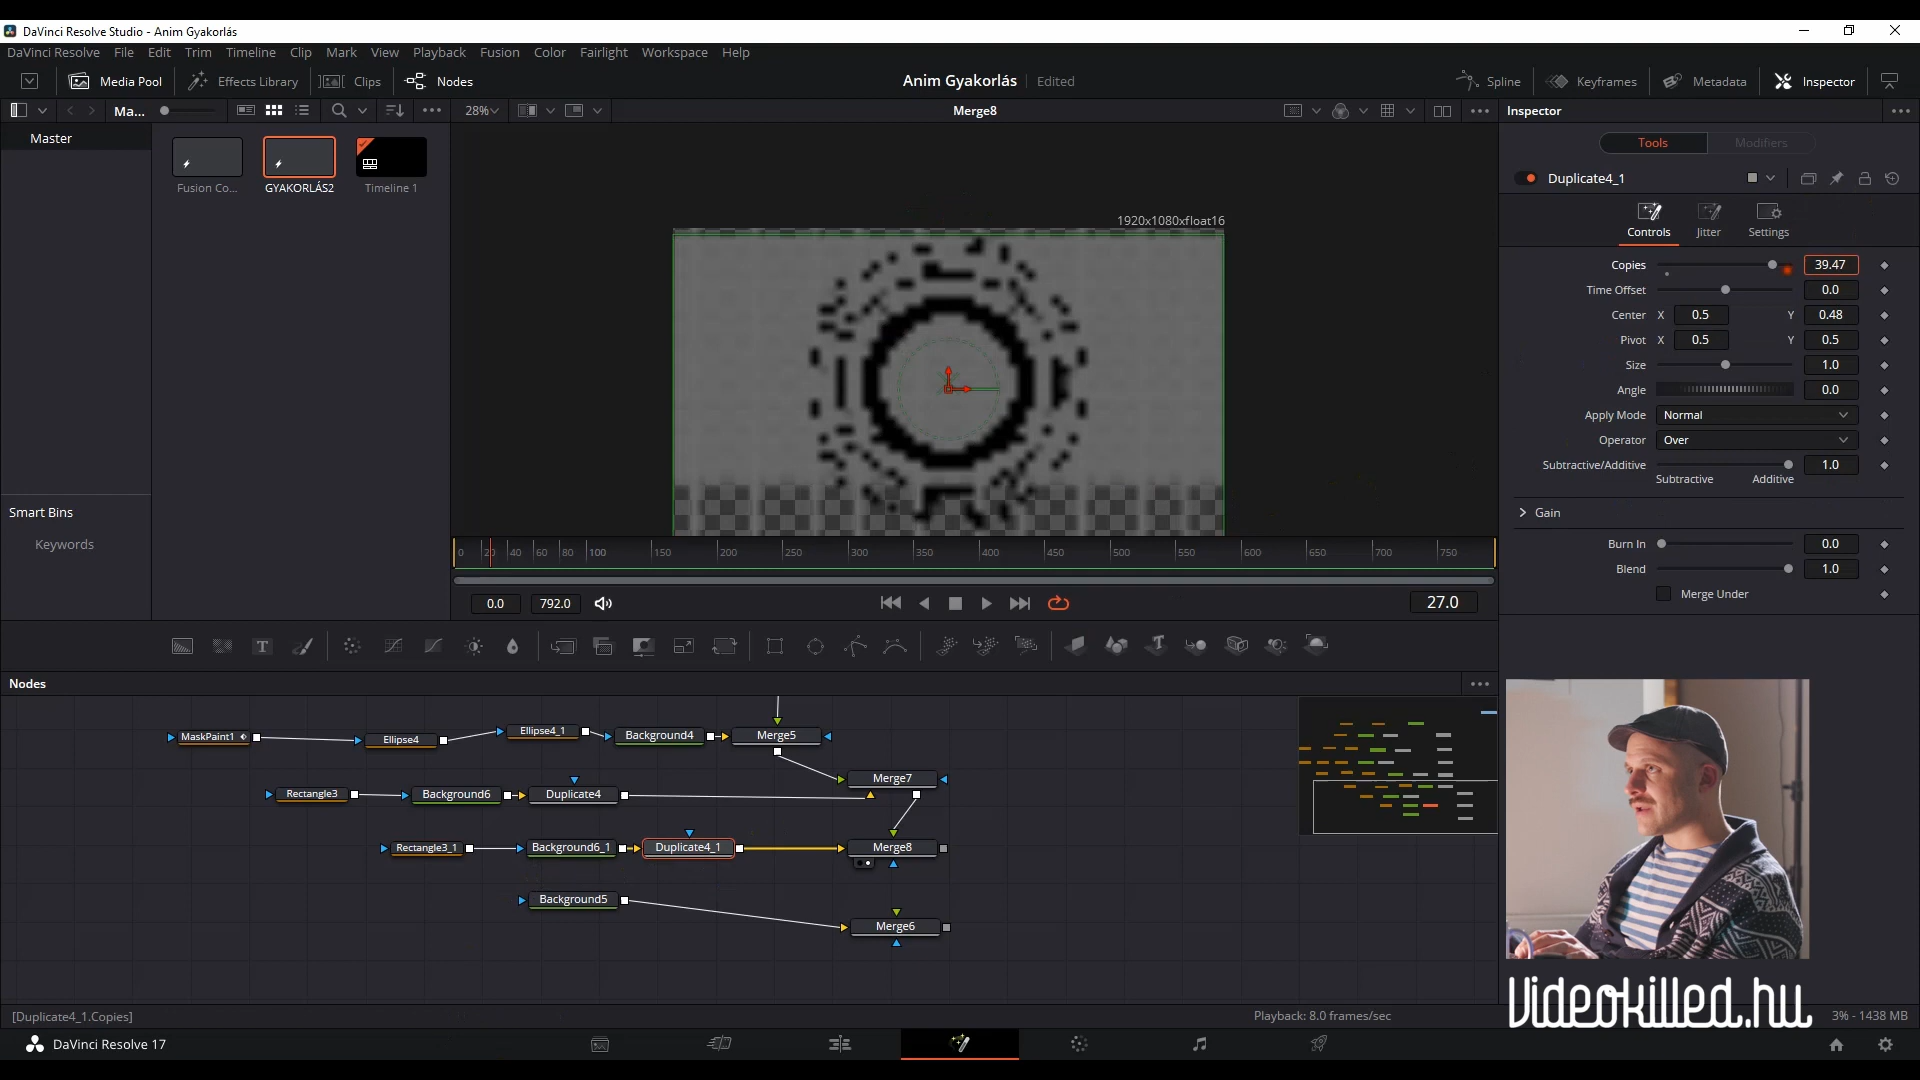 DaVinci Resolve Studio - Anim Gyakorlás
DaVinci Resolve File Edit Trim Timeline Clip Mark View Playback Fusion Color Fairlight Workspace Help
Media Pool Effects Library Clips Nodes Anim Gyakorlás Edited Spline Keyframes Metadata Inspector
Ma... 28% Merge8 Inspector
Master
Fusion Co... GYAKORLÁS2 Timeline 1
Smart Bins
Keywords
1920x1080xfloat16
0 20 40 60 80 100 150 200 250 300 350 400 450 500 550 600 650 700 750
0.0 792.0 27.0
Tools Modifiers
Duplicate4_1
Controls Jitter Settings
Copies 39.47
Time Offset 0.0
Center X 0.5 Y 0.48
Pivot X 0.5 Y 0.5
Size 1.0
Angle 0.0
Apply Mode Normal
Operator Over
Subtractive/Additive 1.0
Subtractive Additive
Gain
Burn In 0.0
Blend 1.0
Merge Under
Nodes
MaskPaint1 Ellipse4 Ellipse4_1 Background4 Merge5
Merge7
Rectangle3 Background6 Duplicate4
Rectangle3_1 Background6_1 Duplicate4_1 Merge8
Background5
Merge6
Videokilled.hu
[Duplicate4_1.Copies] Playback: 8.0 frames/sec 3% - 1438 MB
DaVinci Resolve 17